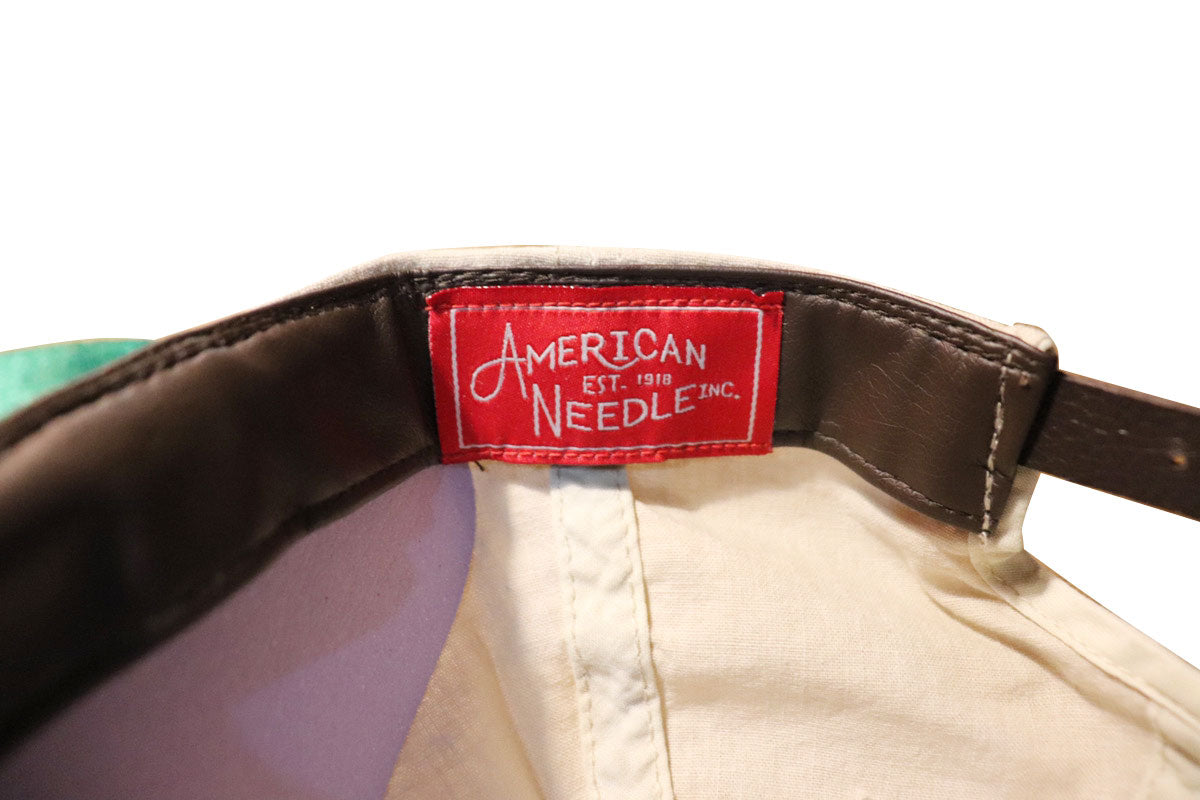 AMERICAN
EST. 1918
NEEDLE INC.